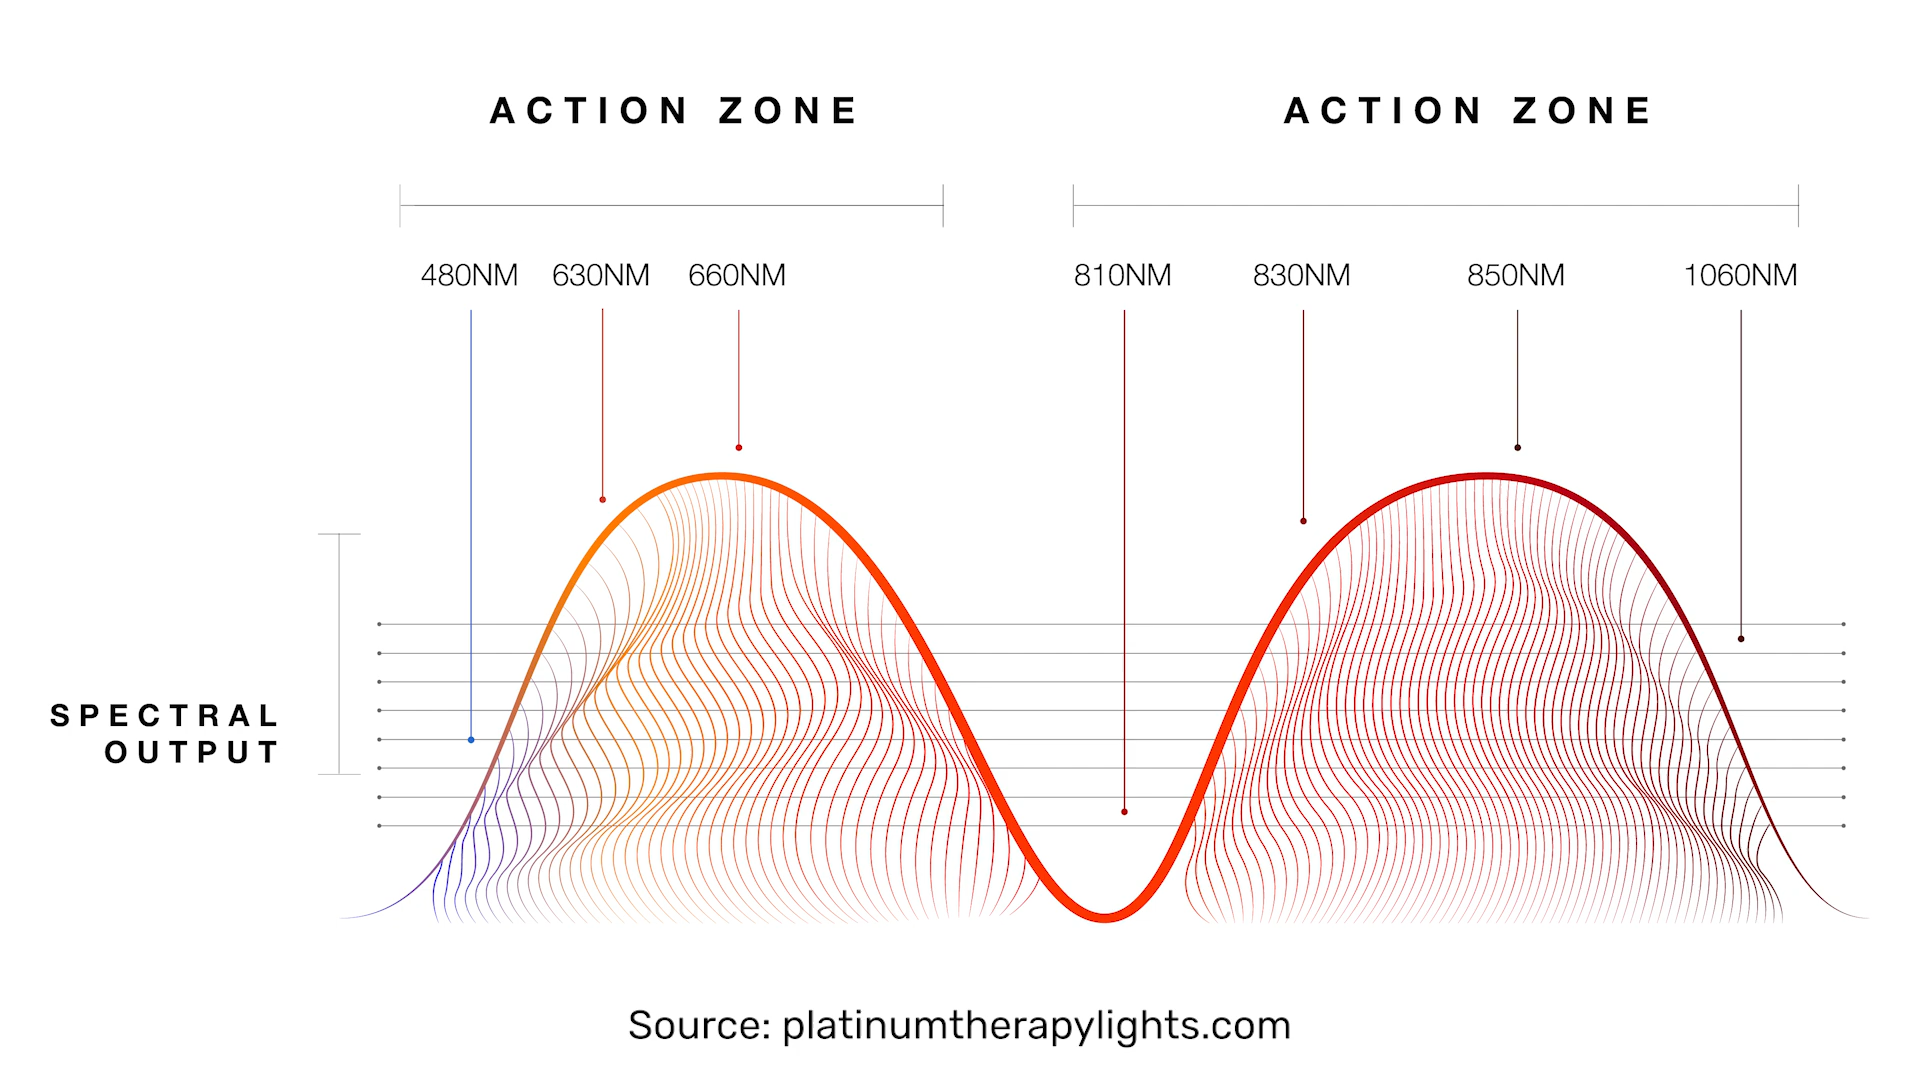 ACTION ZONE
ACTION ZONE
480NM 630NM 660NM 810NM 830NM 850NM 1060NM
SPECTRAL
OUTPUT
Source: platinumtherapylights.com